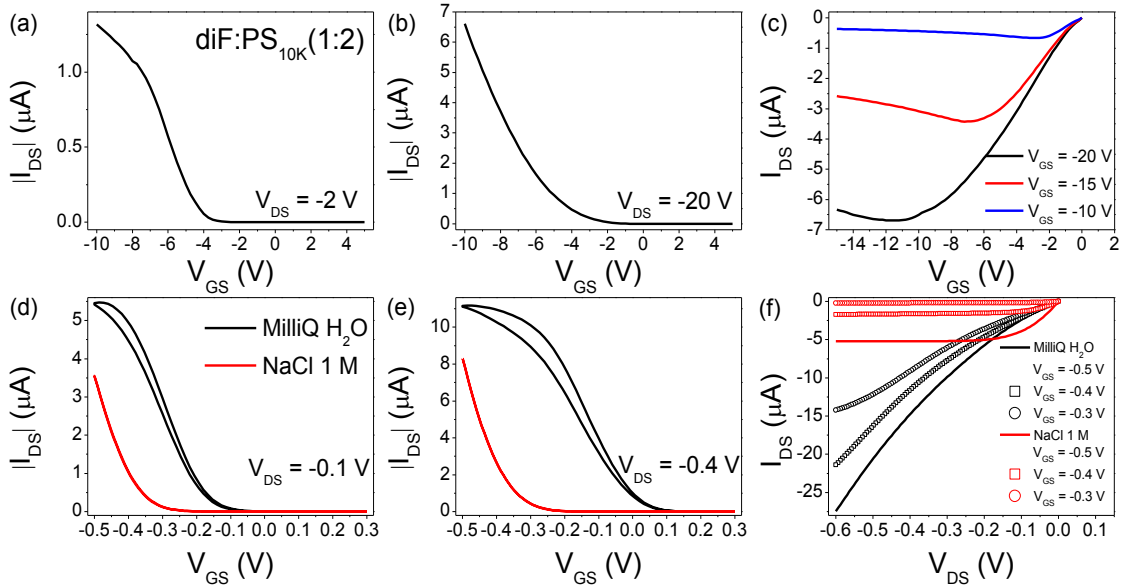 (a)
diF:PS10K(1:2)
1.0
0.0
|IDS| (μA)
VDS = -2 V
-10 -8 -6 -4 -2 0 2 4
VGS (V)
(b)
7
6
5
4
3
2
1
0
|IDS| (μA)
VDS = -20 V
-10 -8 -6 -4 -2 0 2 4
VGS (V)
(c)
0
-1
-2
-3
-4
-5
-6
-7
IDS (μA)
VGS = -20 V
VGS = -15 V
VGS = -10 V
-14 -12 -10 -8 -6 -4 -2 0 2
VGS (V)
(d)
5
4
3
2
1
0
|IDS| (μA)
MilliQ H2O
NaCl 1 M
VDS = -0.1 V
-0.5 -0.4 -0.3 -0.2 -0.1 0.0 0.1 0.2 0.3
VGS (V)
(e)
10
8
6
4
2
0
|IDS| (μA)
VDS = -0.4 V
-0.5 -0.4 -0.3 -0.2 -0.1 0.0 0.1 0.2 0.3
VGS (V)
(f)
0
-5
-10
-15
-20
-25
IDS (μA)
MilliQ H2O
VGS = -0.5 V
VGS = -0.4 V
VGS = -0.3 V
NaCl 1 M
VGS = -0.5 V
VGS = -0.4 V
VGS = -0.3 V
-0.6 -0.5 -0.4 -0.3 -0.2 -0.1 0.0 0.1
VDS (V)